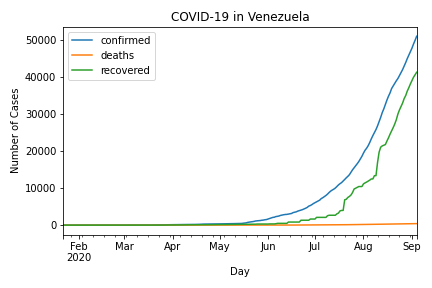 COVID-19 in Venezuela
confirmed
deaths
recovered
Number of Cases
50000
40000
30000
20000
10000
0
Feb Mar Apr May Jun Jul Aug Sep
2020
Day